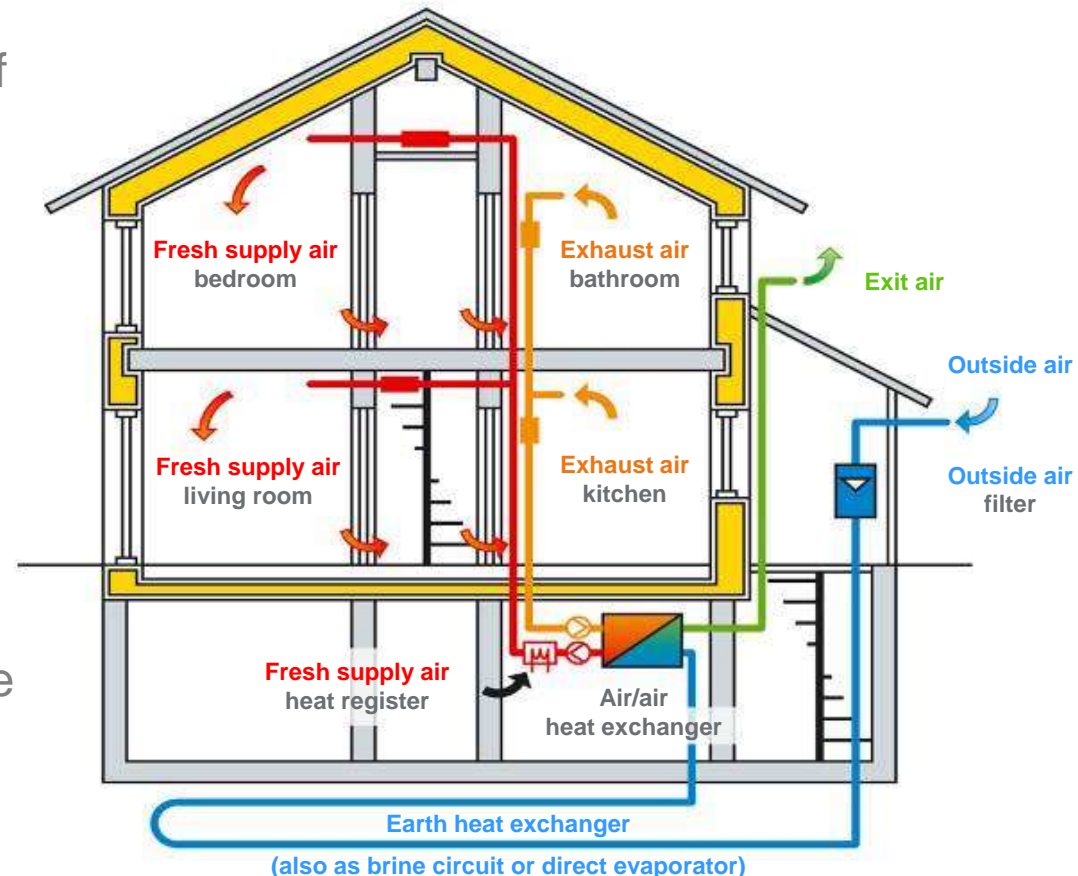 f
Fresh supply air
bedroom
Exhaust air
bathroom
Exit air
Outside air
Fresh supply air
living room
Exhaust air
kitchen
Outside air
filter
Fresh supply air
heat register
Air/air
heat exchanger
e
Earth heat exchanger
(also as brine circuit or direct evaporator)